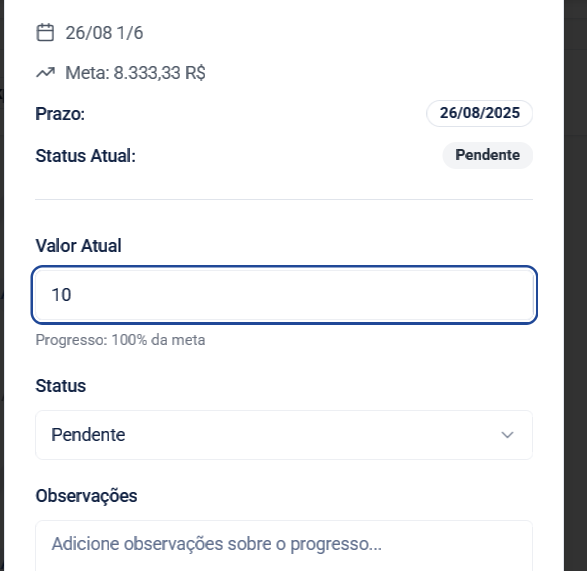 26/08 1/6
Meta: 8.333,33 R$
Prazo: 26/08/2025
Status Atual: Pendente
Valor Atual
10
Progresso: 100% da meta
Status
Pendente
Observações
Adicione observações sobre o progresso...